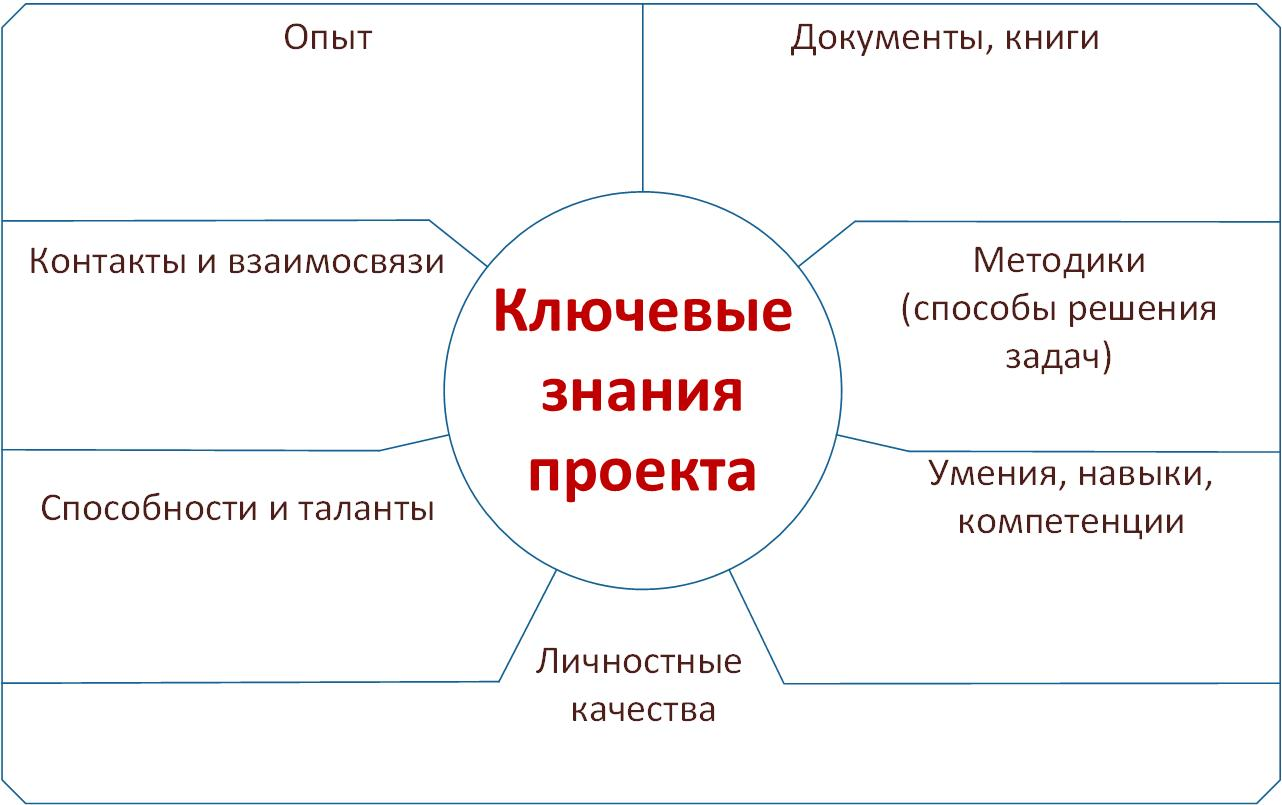 Опыт
Документы, книги
Контакты и взаимосвязи
Методики
(способы решения
задач)
Ключевые
знания
проекта
Способности и таланты
Умения, навыки,
компетенции
Личностные
качества